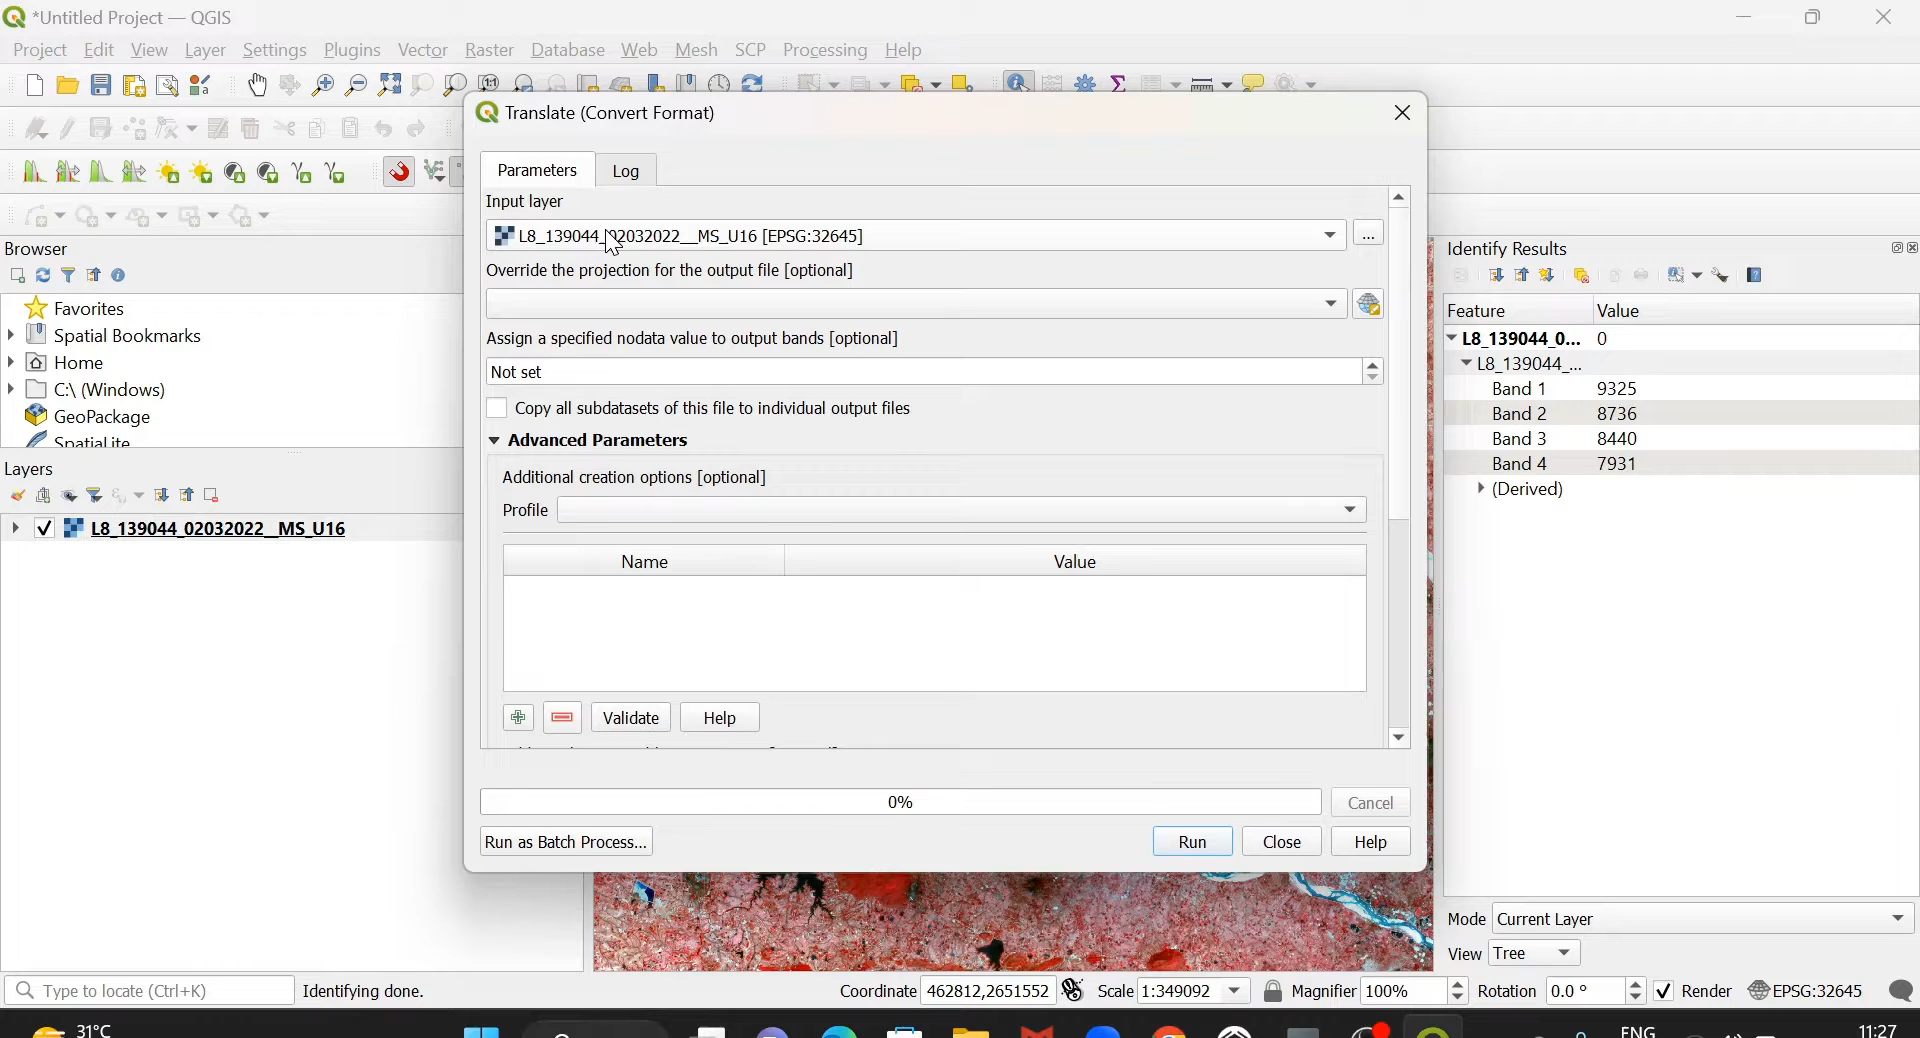 *Untitled Project — QGIS
Project Edit View Layer Settings Plugins Vector Raster Database Web Mesh SCP Processing Help
Translate (Convert Format)
Parameters Log
Input layer
L8_139044_02032022__MS_U16 [EPSG:32645]
...
Override the projection for the output file [optional]
Assign a specified nodata value to output bands [optional]
Not set
Copy all subdatasets of this file to individual output files
Advanced Parameters
Additional creation options [optional]
Profile
Name Value
Validate Help
0%
Cancel
Run as Batch Process... Run Close Help
Browser
Favorites
Spatial Bookmarks
Home
C:\ (Windows)
GeoPackage
SpatiaLite
Layers
L8_139044_02032022__MS_U16
Identify Results
Feature Value
L8_139044_0... 0
L8_139044_...
Band 1 9325
Band 2 8736
Band 3 8440
Band 4 7931
(Derived)
Mode Current Layer
View Tree
Type to locate (Ctrl+K) Identifying done. Coordinate 462812,2651552 Scale 1:349092 Magnifier 100% Rotation 0.0 ° Render EPSG:32645
31°C ENG 11:27